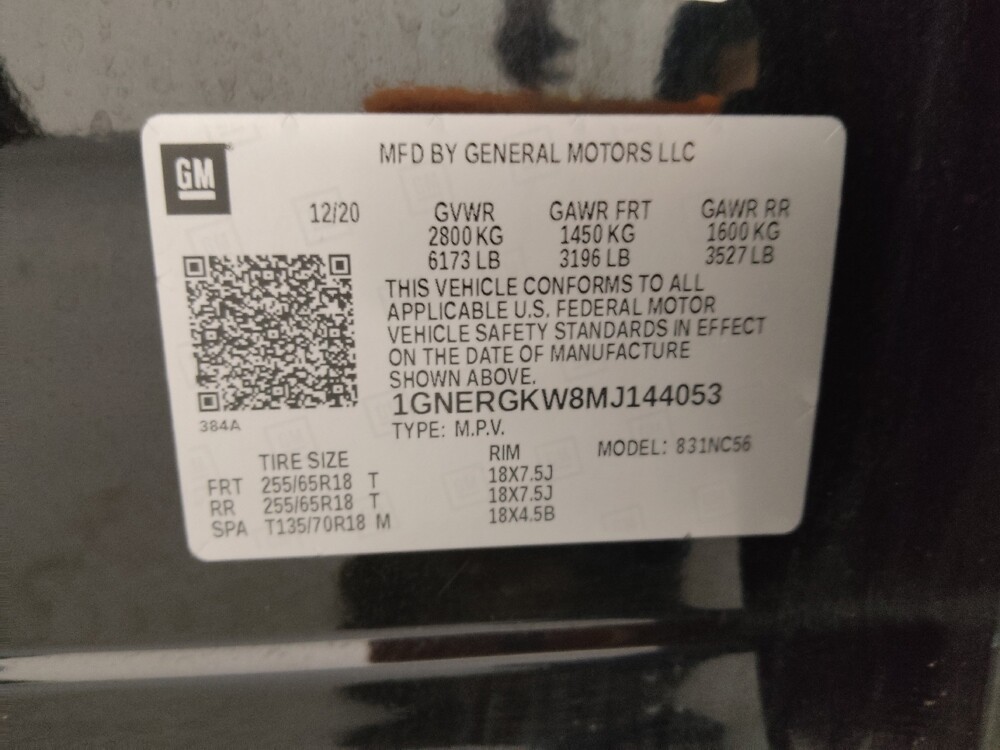 GM
MFD BY GENERAL MOTORS LLC
12/20 GVWR GAWR FRT GAWR RR
2800 KG 1450 KG 1600 KG
6173 LB 3196 LB 3527 LB
THIS VEHICLE CONFORMS TO ALL
APPLICABLE U.S. FEDERAL MOTOR
VEHICLE SAFETY STANDARDS IN EFFECT
ON THE DATE OF MANUFACTURE
SHOWN ABOVE.
1GNERGKW8MJ144053
384A
TYPE: M.P.V. MODEL: 831NC56
TIRE SIZE RIM
FRT 255/65R18 T 18X7.5J
RR 255/65R18 T 18X7.5J
SPA T135/70R18 M 18X4.5B